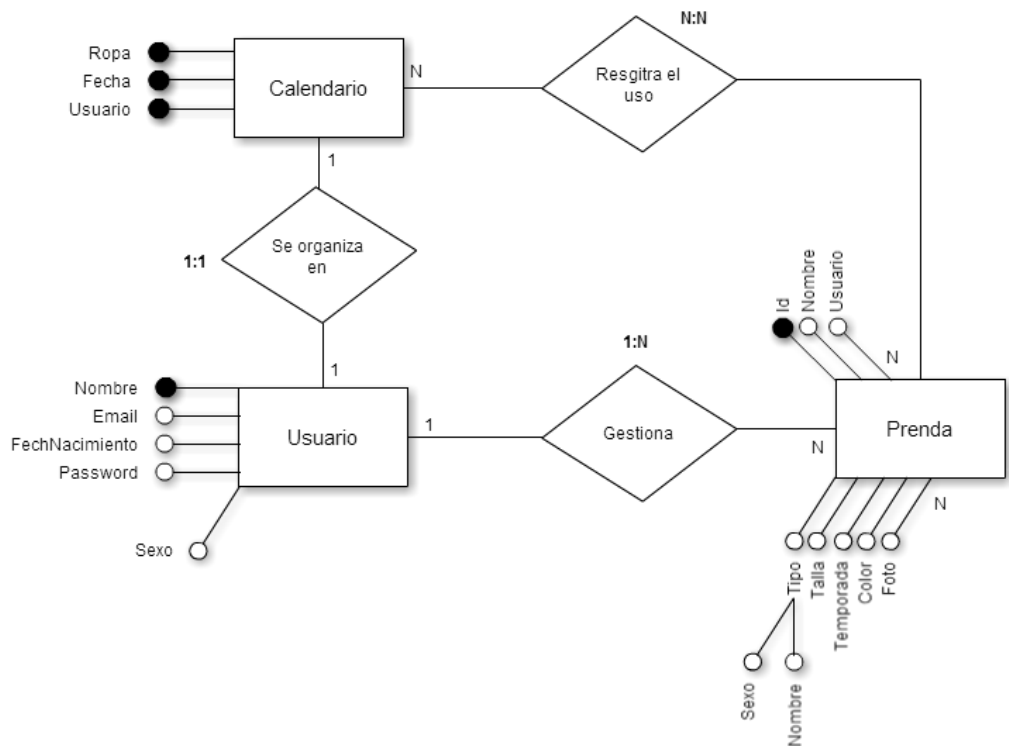 N:N
Ropa
Fecha
Usuario
Calendario
N
Resgitra el
uso
1
Se organiza
en
1:1
Id
Nombre
Usuario
N
1:N
1
Nombre
Email
FechNacimiento
Password
Sexo
Usuario
1
Gestiona
N
Prenda
N
Tipo
Talla
Temporada
Color
Foto
Sexo
Nombre